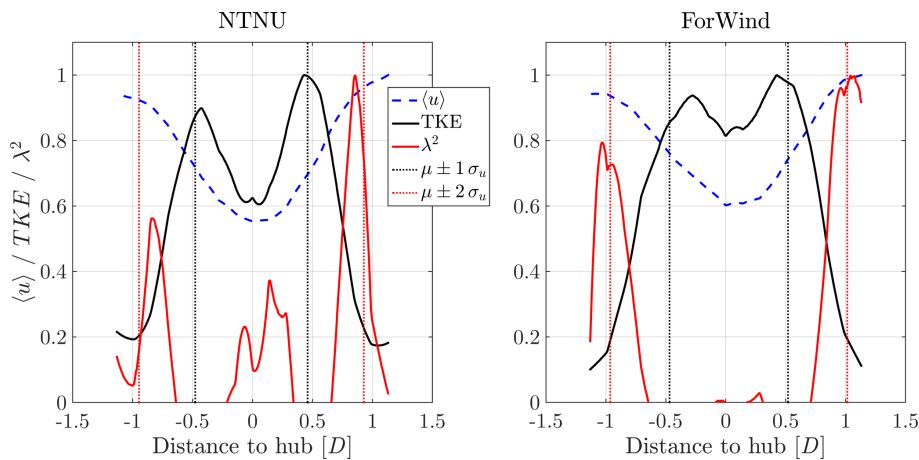 NTNU
ForWind
⟨u⟩ / TKE / λ²
1
0.8
0.6
0.4
0.2
0
-1.5 -1 -0.5 0 0.5 1 1.5
Distance to hub [D]
⟨u⟩
TKE
λ²
μ ± 1 σᵤ
μ ± 2 σᵤ
1
0.8
0.6
0.4
0.2
0
-1.5 -1 -0.5 0 0.5 1 1.5
Distance to hub [D]